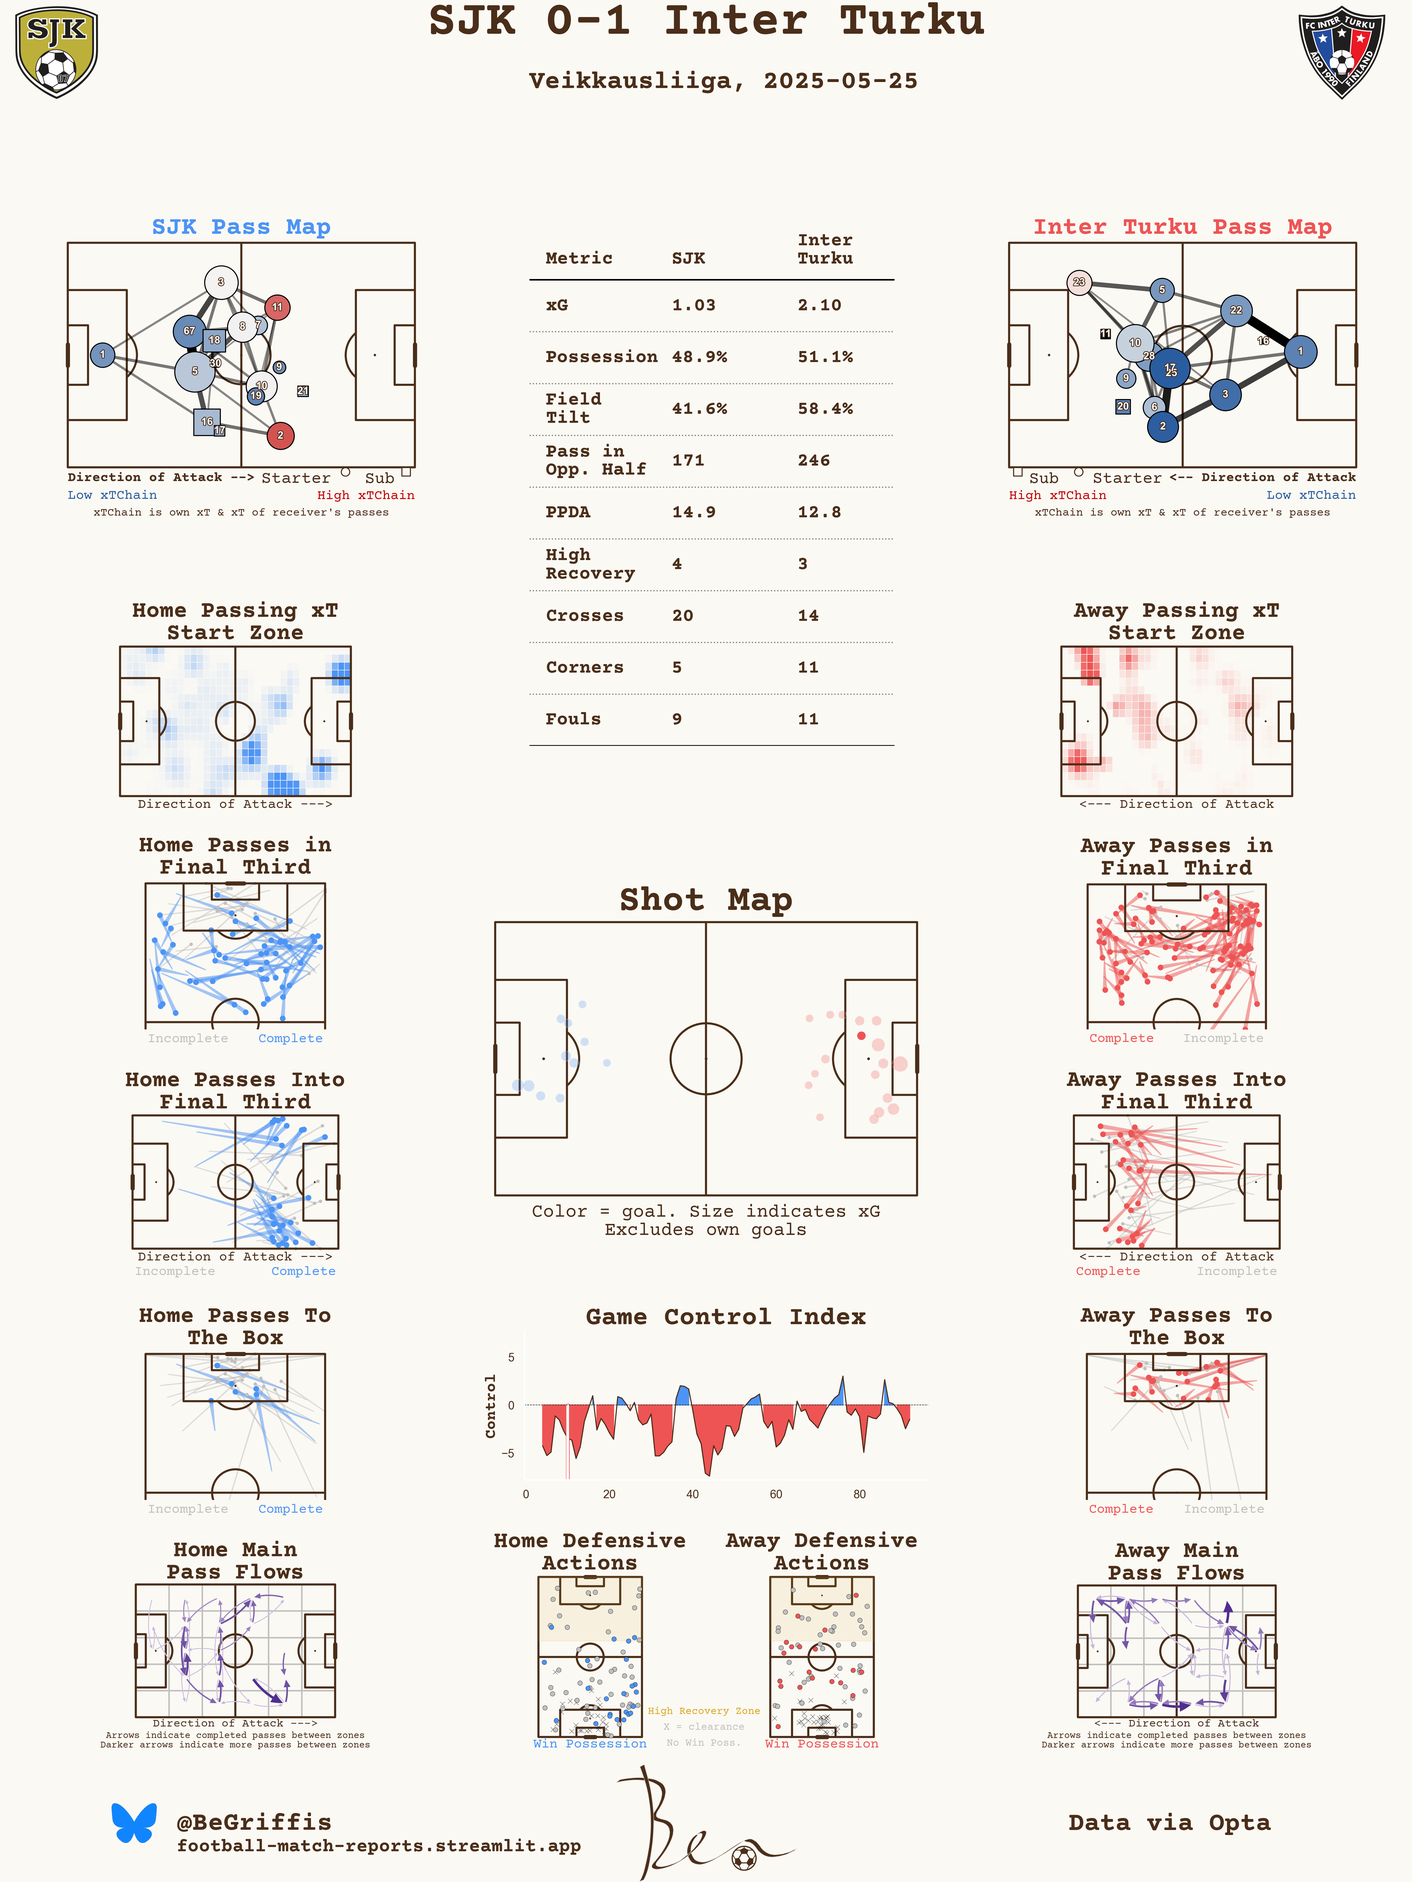 SJK 0-1 Inter Turku
Veikkausliiga, 2025-05-25
SJK
FC INTER TURKU
ÅBO 1990 FINLAND
SJK Pass Map
3
11
67
8
7
18
1
30
5
9
10
19
21
16
17
2
Direction of Attack --> Starter Sub
Low xTChain High xTChain
xTChain is own xT & xT of receiver's passes
Metric SJK Inter Turku
xG 1.03 2.10
Possession 48.9% 51.1%
Field Tilt 41.6% 58.4%
Pass in Opp. Half 171 246
PPDA 14.9 12.8
High Recovery 4 3
Crosses 20 14
Corners 5 11
Fouls 9 11
Inter Turku Pass Map
23
5
22
11
10
16
28
1
17
25
9
3
20
6
2
Sub Starter <-- Direction of Attack
High xTChain Low xTChain
xTChain is own xT & xT of receiver's passes
Home Passing xT
Start Zone
Direction of Attack --->
Away Passing xT
Start Zone
<--- Direction of Attack
Home Passes in
Final Third
Incomplete Complete
Away Passes in
Final Third
Complete Incomplete
Shot Map
Color = goal. Size indicates xG
Excludes own goals
Home Passes Into
Final Third
Direction of Attack --->
Incomplete Complete
Away Passes Into
Final Third
<--- Direction of Attack
Complete Incomplete
Home Passes To
The Box
Incomplete Complete
Game Control Index
Control
5
0
−5
0 20 40 60 80
Away Passes To
The Box
Complete Incomplete
Home Main
Pass Flows
Direction of Attack --->
Arrows indicate completed passes between zones
Darker arrows indicate more passes between zones
Home Defensive
Actions
Win Possession
Away Defensive
Actions
Win Possession
High Recovery Zone
X = clearance
No Win Poss.
Away Main
Pass Flows
<--- Direction of Attack
Arrows indicate completed passes between zones
Darker arrows indicate more passes between zones
@BeGriffis
football-match-reports.streamlit.app
Ben
Data via Opta